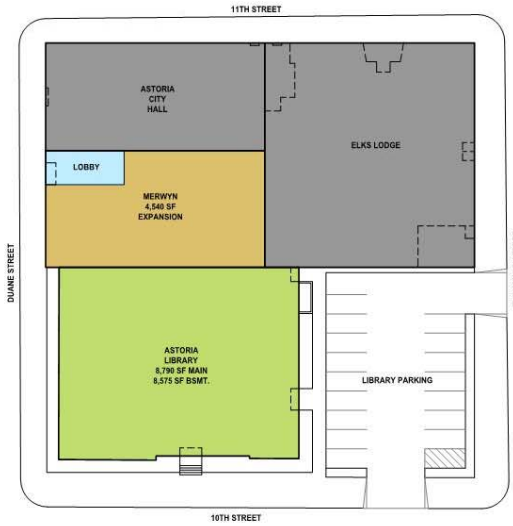 11TH STREET
ASTORIA
CITY
HALL
ELKS LODGE
LOBBY
MERWYN
4,540 SF
EXPANSION
DUANE STREET
ASTORIA
LIBRARY
8,790 SF MAIN
8,575 SF BSMT.
LIBRARY PARKING
10TH STREET